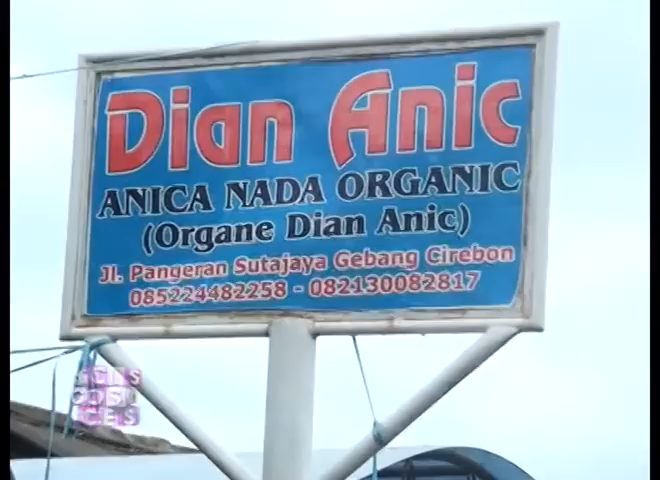 Dian Anic
ANICA NADA ORGANIC
(Organe Dian Anic)
Jl. Pangeran Sutajaya Gebang Cirebon
085224482258 - 082130082817